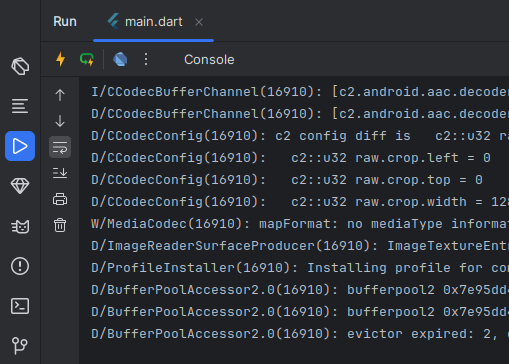 Run
main.dart
Console
I/CCodecBufferChannel(16910): [c2.android.aac.decoder
D/CCodecBufferChannel(16910): [c2.android.aac.decoder
D/CCodecConfig(16910): c2 config diff is   c2::u32 ra
D/CCodecConfig(16910):   c2::u32 raw.crop.left = 0
D/CCodecConfig(16910):   c2::u32 raw.crop.top = 0
D/CCodecConfig(16910):   c2::u32 raw.crop.width = 128
W/MediaCodec(16910): mapFormat: no mediaType informat
D/ImageReaderSurfaceProducer(16910): ImageTextureEntr
D/ProfileInstaller(16910): Installing profile for com
D/BufferPoolAccessor2.0(16910): bufferpool2 0x7e95dd4
D/BufferPoolAccessor2.0(16910): bufferpool2 0x7e95dd4
D/BufferPoolAccessor2.0(16910): evictor expired: 2,